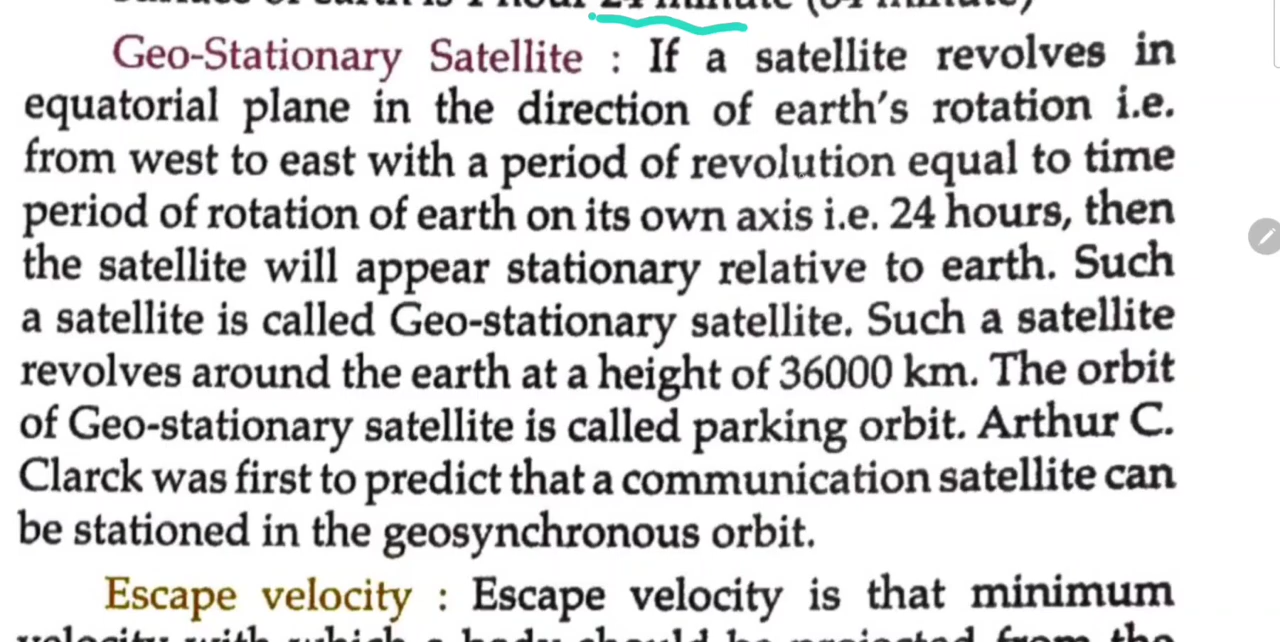 Geo-Stationary Satellite : If a satellite revolves in
equatorial plane in the direction of earth's rotation i.e.
from west to east with a period of revolution equal to time
period of rotation of earth on its own axis i.e. 24 hours, then
the satellite will appear stationary relative to earth. Such
a satellite is called Geo-stationary satellite. Such a satellite
revolves around the earth at a height of 36000 km. The orbit
of Geo-stationary satellite is called parking orbit. Arthur C.
Clarck was first to predict that a communication satellite can
be stationed in the geosynchronous orbit.
Escape velocity : Escape velocity is that minimum